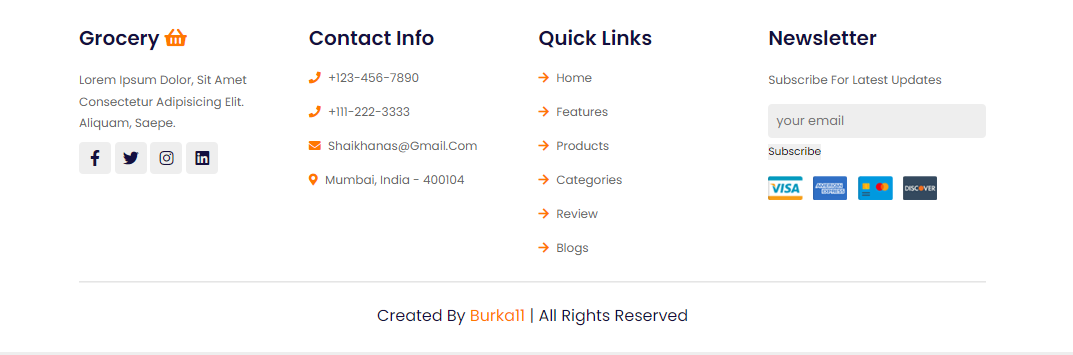 Grocery
Lorem Ipsum Dolor, Sit Amet
Consectetur Adipisicing Elit.
Aliquam, Saepe.
Contact Info
+123-456-7890
+111-222-3333
Shaikhanas@Gmail.Com
Mumbai, India - 400104
Quick Links
Home
Features
Products
Categories
Review
Blogs
Newsletter
Subscribe For Latest Updates
your email
Subscribe
VISA
AMERICAN EXPRESS
DISCOVER
Created By Burka11 | All Rights Reserved